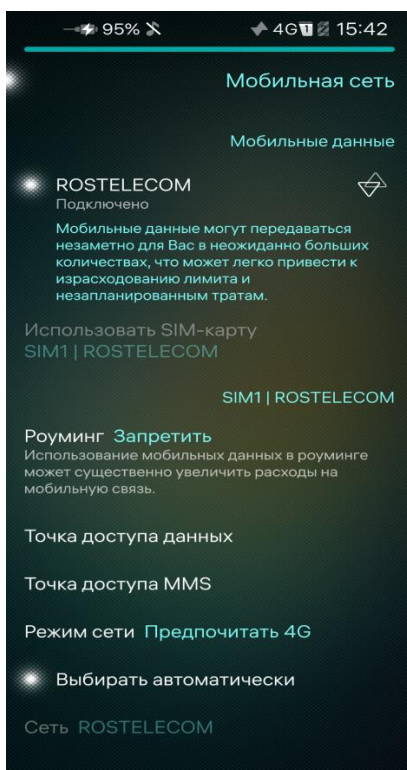 95% 4G 1 15:42
Мобильная сеть
Мобильные данные
ROSTELECOM
Подключено
Мобильные данные могут передаваться
незаметно для Вас в неожиданно больших
количествах, что может легко привести к
израсходованию лимита и
незапланированным тратам.
Использовать SIM-карту
SIM1 | ROSTELECOM
SIM1 | ROSTELECOM
Роуминг Запретить
Использование мобильных данных в роуминге
может существенно увеличить расходы на
мобильную связь.
Точка доступа данных
Точка доступа MMS
Режим сети Предпочитать 4G
Выбирать автоматически
Сеть ROSTELECOM